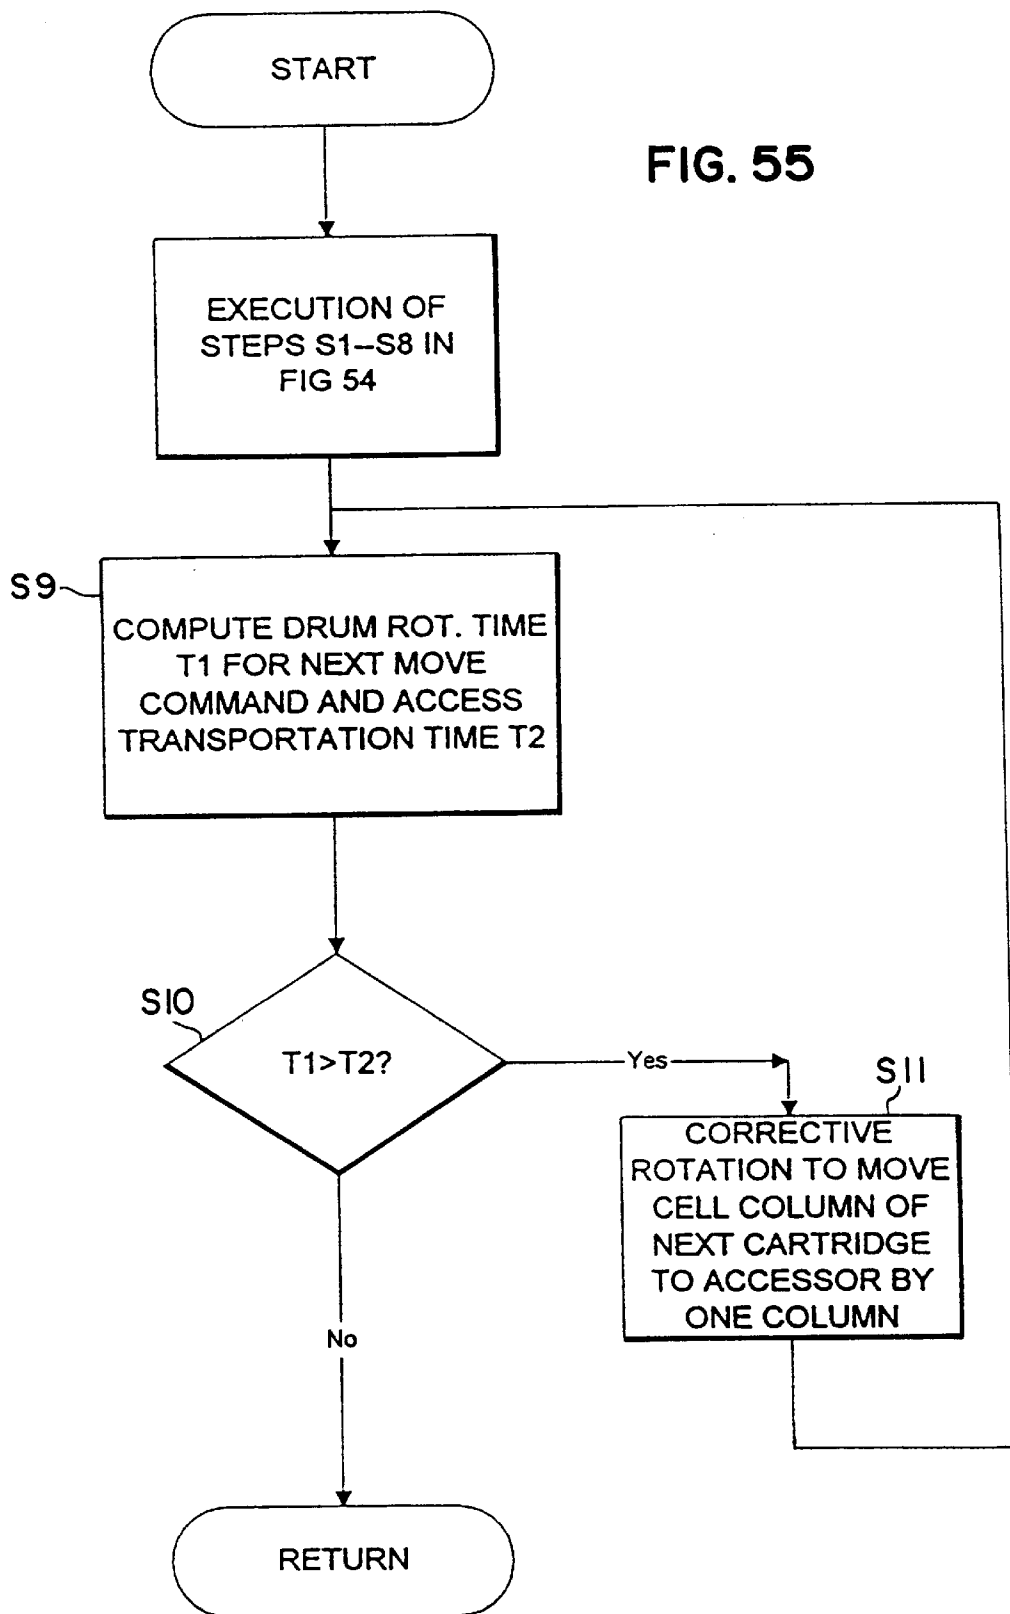 START
FIG. 55
EXECUTION OF
STEPS S1–S8 IN
FIG 54
S9
COMPUTE DRUM ROT. TIME
T1 FOR NEXT MOVE
COMMAND AND ACCESS
TRANSPORTATION TIME T2
S10
T1>T2?
Yes
S11
CORRECTIVE
ROTATION TO MOVE
CELL COLUMN OF
NEXT CARTRIDGE
TO ACCESSOR BY
ONE COLUMN
No
RETURN